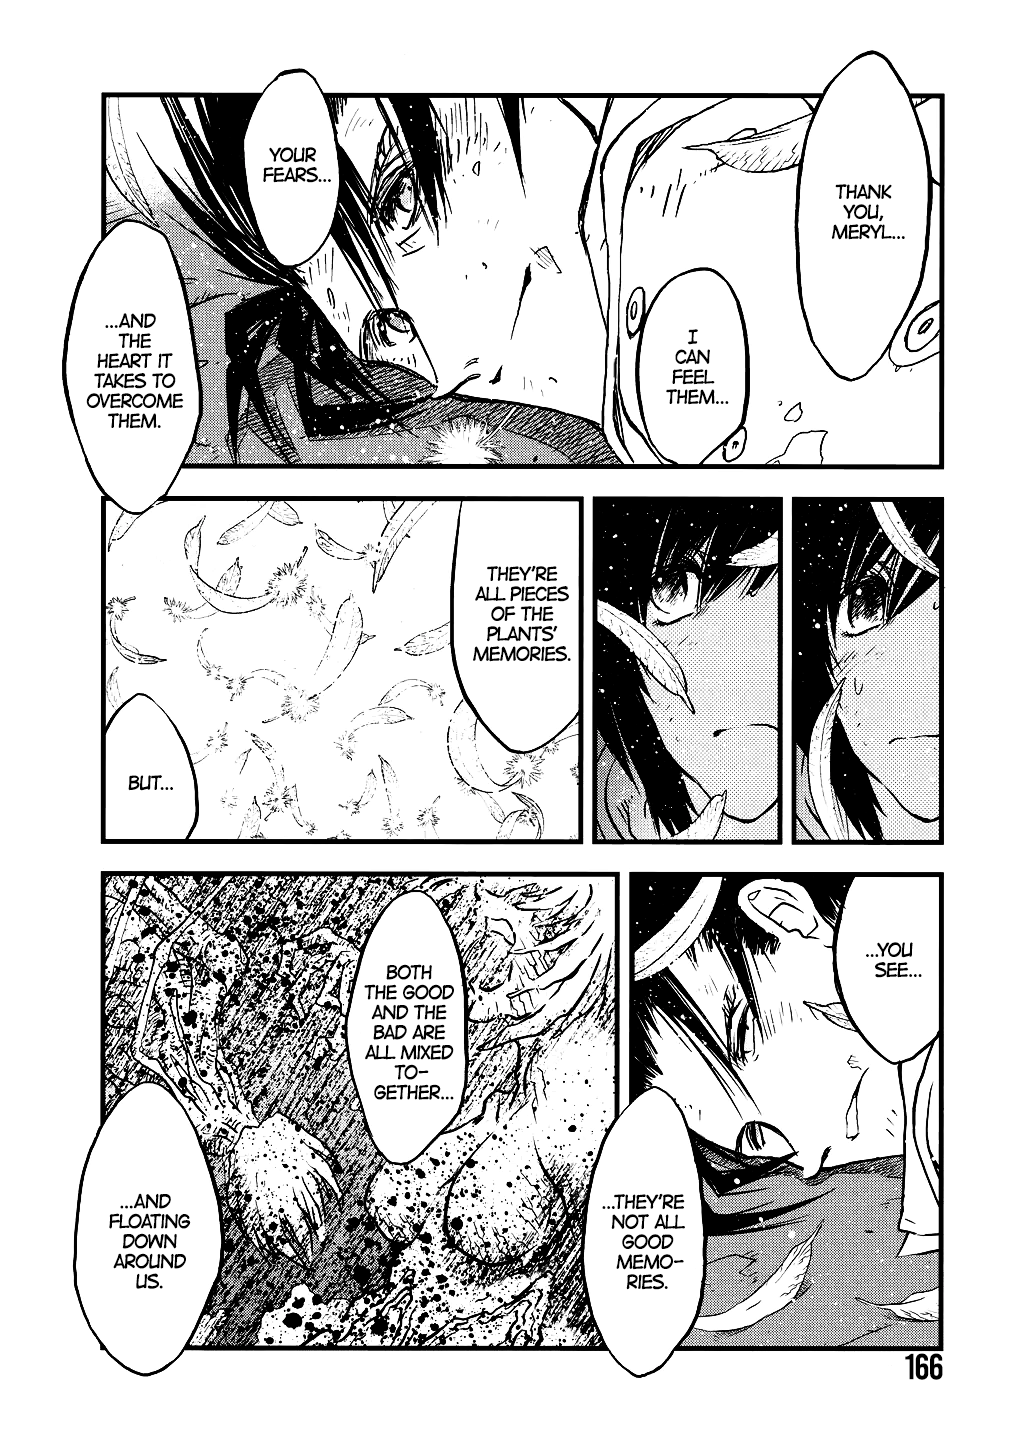 THANK
YOU,
MERYL...
I
CAN
FEEL
THEM...
YOUR
FEARS...
...AND
THE
HEART IT
TAKES TO
OVERCOME
THEM.
THEY'RE
ALL PIECES
OF THE
PLANTS'
MEMORIES.
BUT...
...YOU
SEE...
...THEY'RE
NOT ALL
GOOD
MEMO-
RIES.
BOTH
THE GOOD
AND THE
BAD ARE
ALL MIXED
TO-
GETHER...
...AND
FLOATING
DOWN
AROUND
US.
166